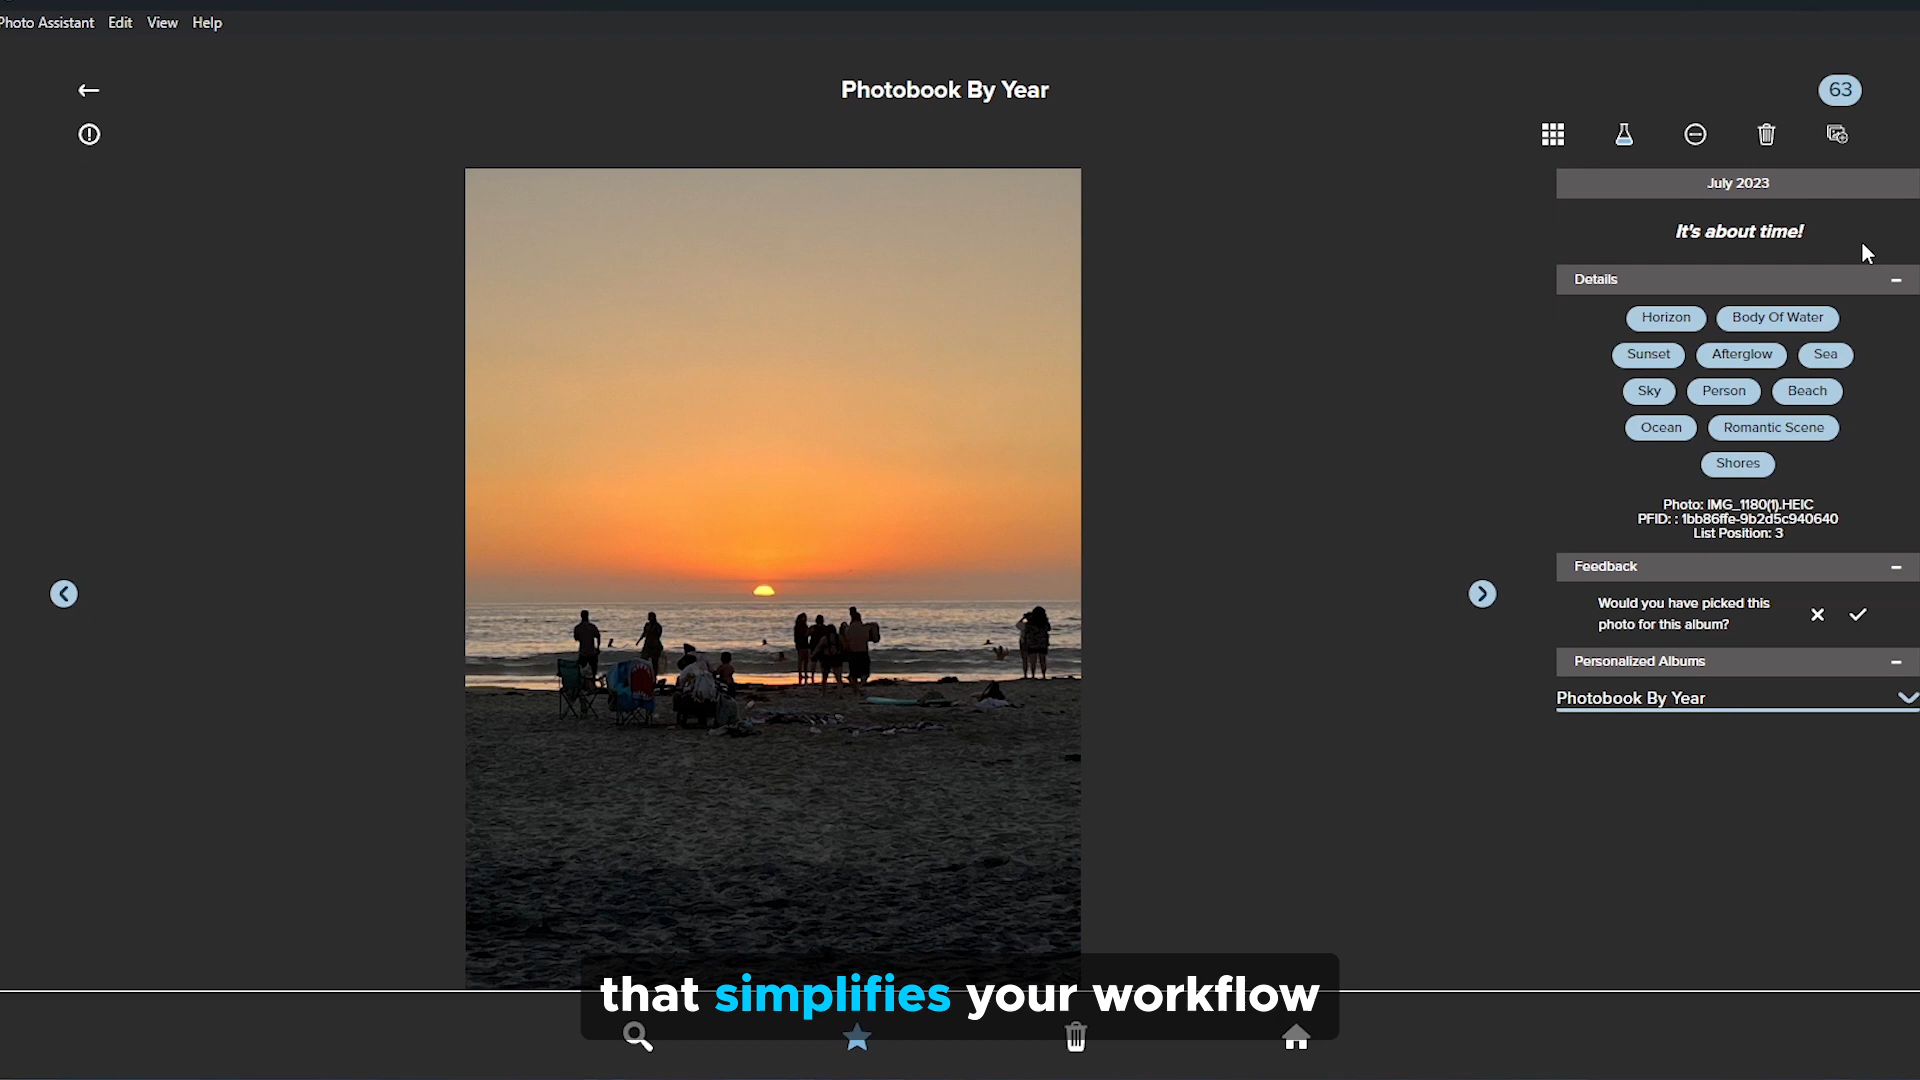 Photo Assistant Edit View Help
Photobook By Year
63
July 2023
It's about time!
Details
Horizon Body Of Water
Sunset Afterglow Sea
Sky Person Beach
Ocean Romantic Scene
Shores
Photo: IMG_1180(1).HEIC
PFID: : 1bb86ffe-9b2d5c940640
List Position: 3
Feedback
Would you have picked this
photo for this album?
Personalized Albums
Photobook By Year
that simplifies your workflow